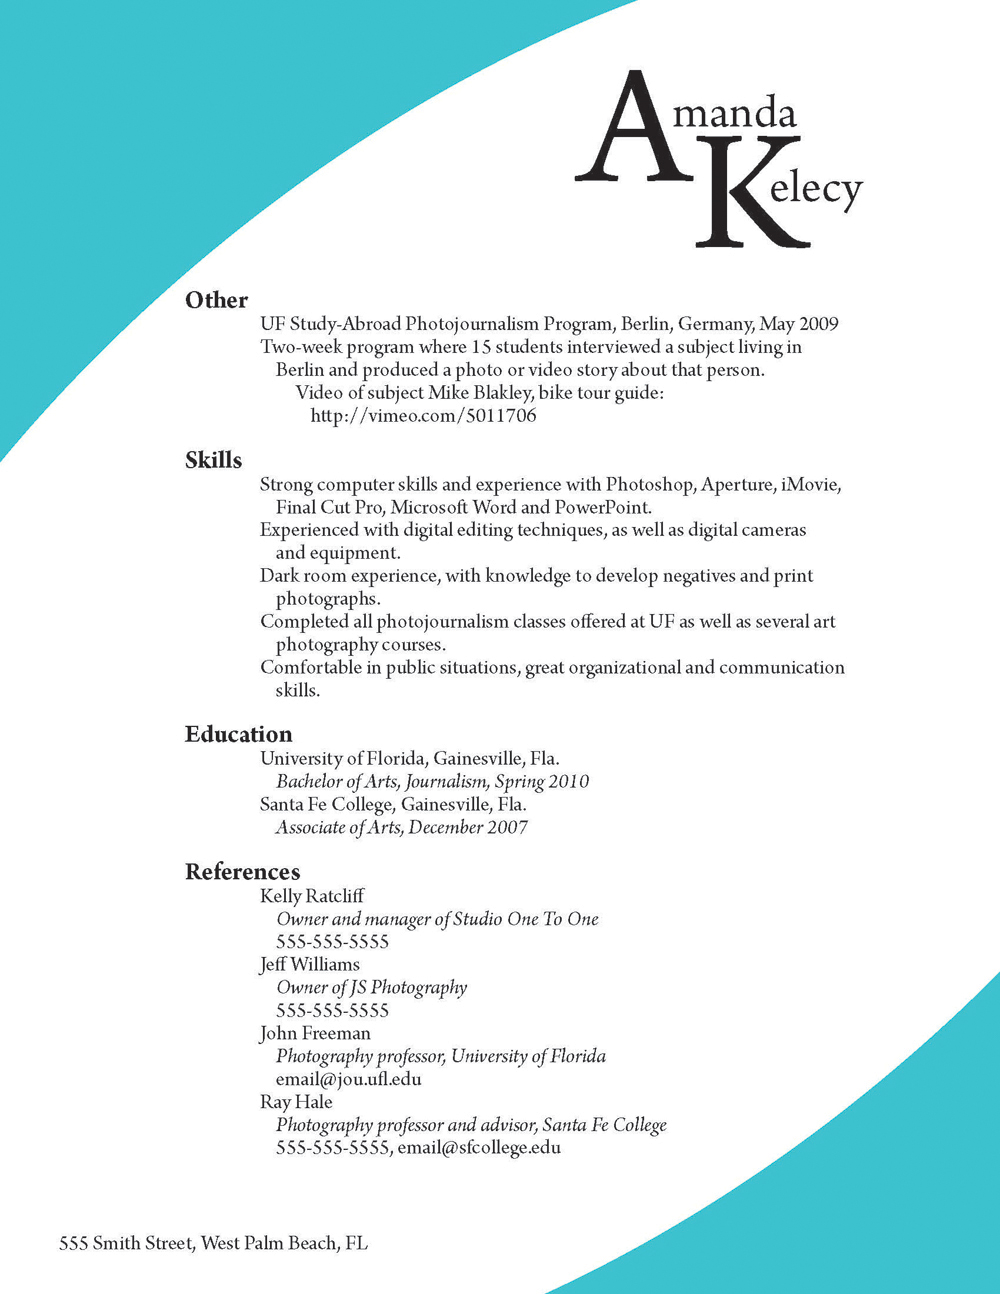 Amanda
Kelecy
Other
UF Study-Abroad Photojournalism Program, Berlin, Germany, May 2009
Two-week program where 15 students interviewed a subject living in
Berlin and produced a photo or video story about that person.
Video of subject Mike Blakley, bike tour guide:
http://vimeo.com/5011706
Skills
Strong computer skills and experience with Photoshop, Aperture, iMovie,
Final Cut Pro, Microsoft Word and PowerPoint.
Experienced with digital editing techniques, as well as digital cameras
and equipment.
Dark room experience, with knowledge to develop negatives and print
photographs.
Completed all photojournalism classes offered at UF as well as several art
photography courses.
Comfortable in public situations, great organizational and communication
skills.
Education
University of Florida, Gainesville, Fla.
Bachelor of Arts, Journalism, Spring 2010
Santa Fe College, Gainesville, Fla.
Associate of Arts, December 2007
References
Kelly Ratcliff
Owner and manager of Studio One To One
555-555-5555
Jeff Williams
Owner of JS Photography
555-555-5555
John Freeman
Photography professor, University of Florida
email@jou.ufl.edu
Ray Hale
Photography professor and advisor, Santa Fe College
555-555-5555, email@sfcollege.edu
555 Smith Street, West Palm Beach, FL